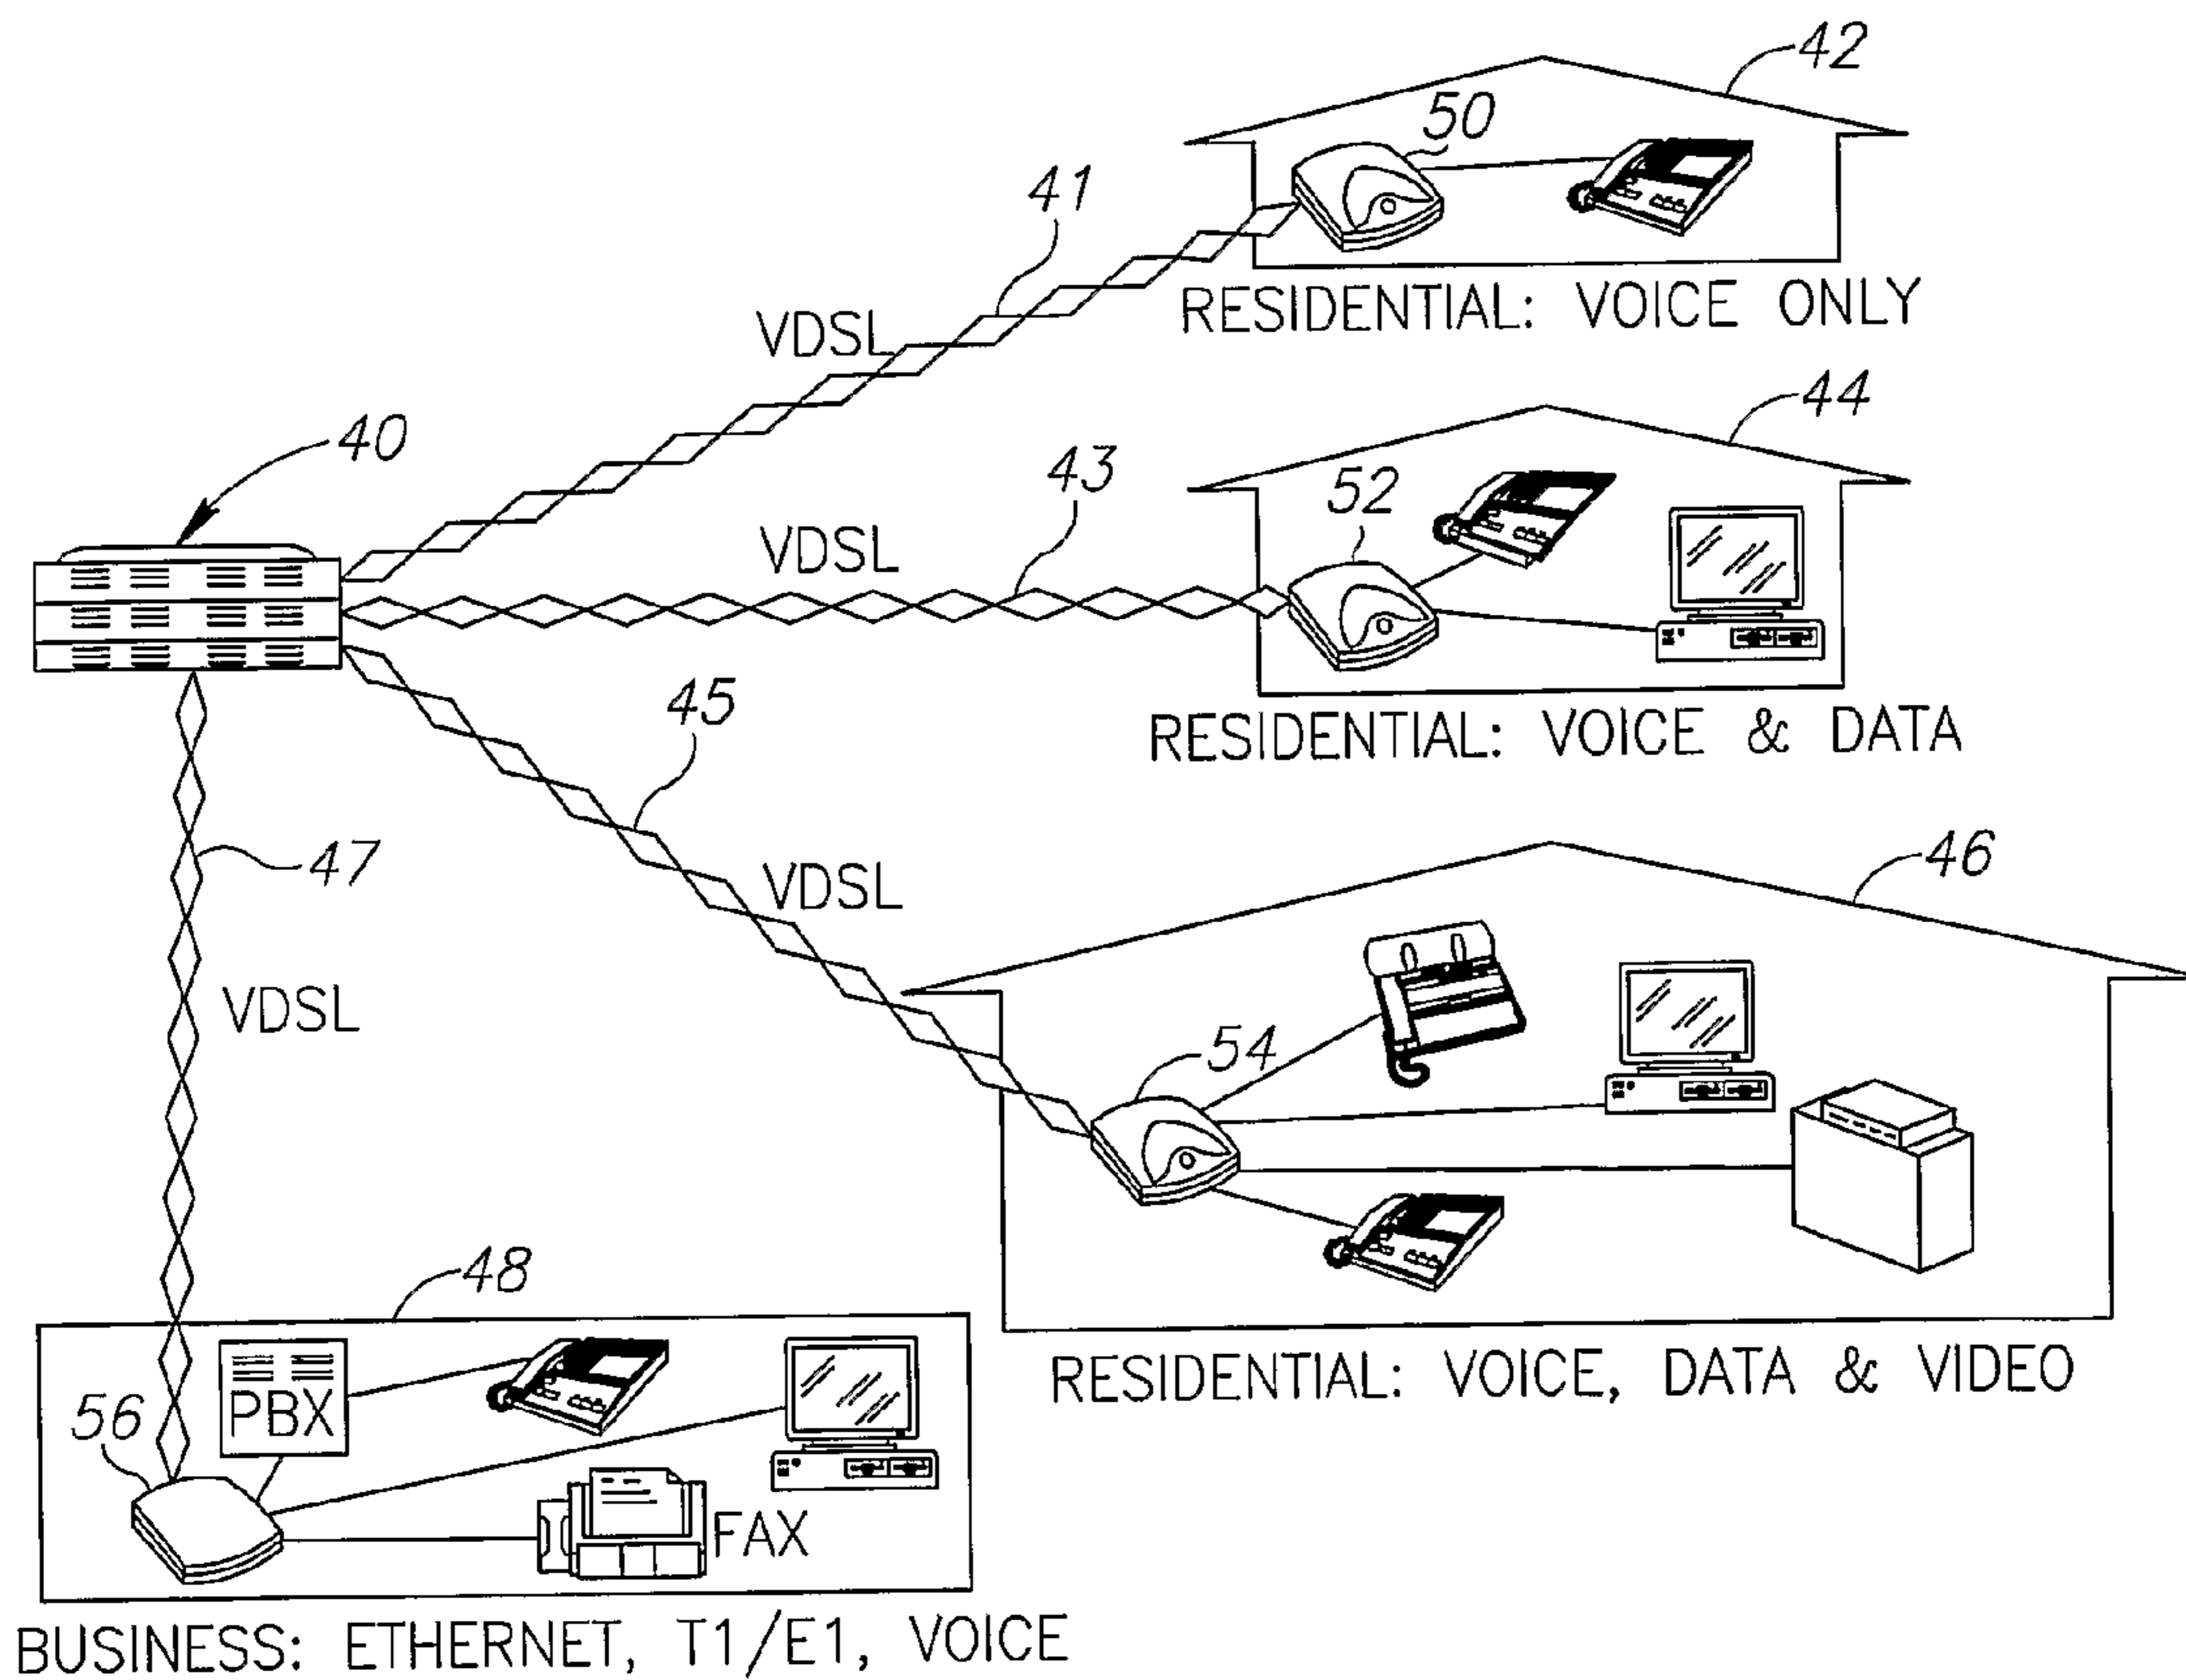 42
50
41
RESIDENTIAL: VOICE ONLY
VDSL
44
40
43
52
VDSL
RESIDENTIAL: VOICE & DATA
45
47
VDSL
46
VDSL
54
48
RESIDENTIAL: VOICE, DATA & VIDEO
56
PBX
FAX
BUSINESS: ETHERNET, T1/E1, VOICE